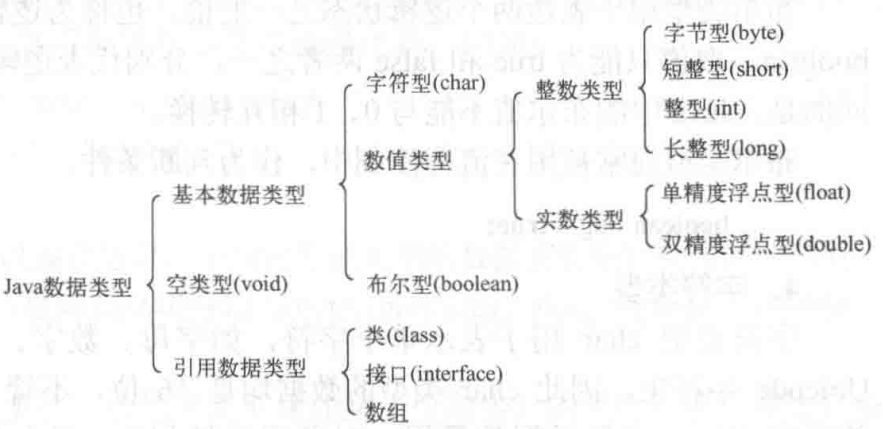 字节型(byte)
字符型(char)
整数类型
短整型(short)
整型(int)
数值类型
长整型(long)
基本数据类型
实数类型
单精度浮点型(float)
双精度浮点型(double)
Java数据类型
空类型(void)
布尔型(boolean)
引用数据类型
类(class)
接口(interface)
数组